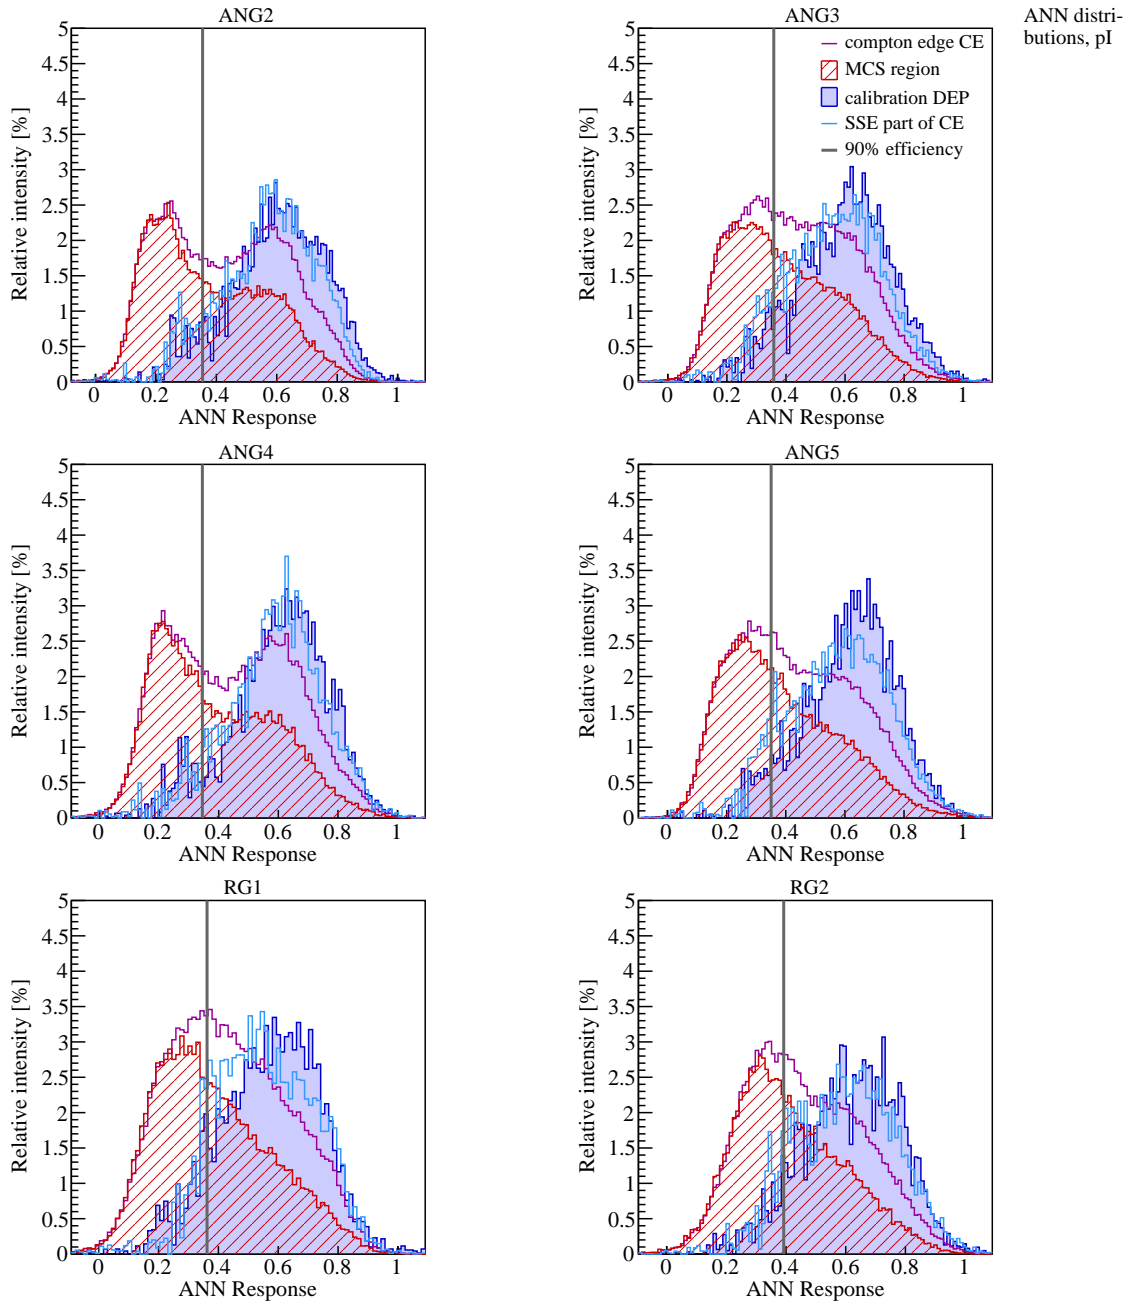 ANG2
5
4.5
4
3.5
3
2.5
2
1.5
1
0.5
0
Relative intensity [%]
0 0.2 0.4 0.6 0.8 1
ANN Response
ANG3
compton edge CE
MCS region
calibration DEP
SSE part of CE
90% efficiency
5
4.5
4
3.5
3
2.5
2
1.5
1
0.5
0
Relative intensity [%]
0 0.2 0.4 0.6 0.8 1
ANN Response
ANN distri-
butions, pI
ANG4
5
4.5
4
3.5
3
2.5
2
1.5
1
0.5
0
Relative intensity [%]
0 0.2 0.4 0.6 0.8 1
ANN Response
ANG5
5
4.5
4
3.5
3
2.5
2
1.5
1
0.5
0
Relative intensity [%]
0 0.2 0.4 0.6 0.8 1
ANN Response
RG1
5
4.5
4
3.5
3
2.5
2
1.5
1
0.5
0
Relative intensity [%]
0 0.2 0.4 0.6 0.8 1
ANN Response
RG2
5
4.5
4
3.5
3
2.5
2
1.5
1
0.5
0
Relative intensity [%]
0 0.2 0.4 0.6 0.8 1
ANN Response